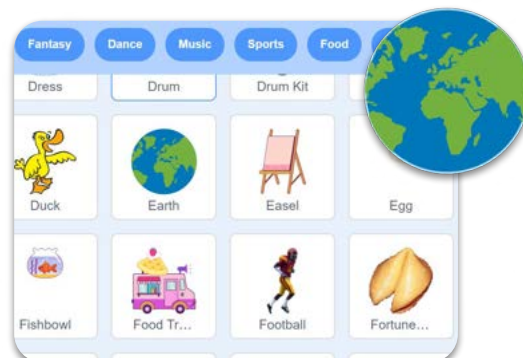 Fantasy Dance Music Sports Food
Dress Drum Drum Kit
Duck Earth Easel Egg
Fishbowl Food Tr... Football Fortune...